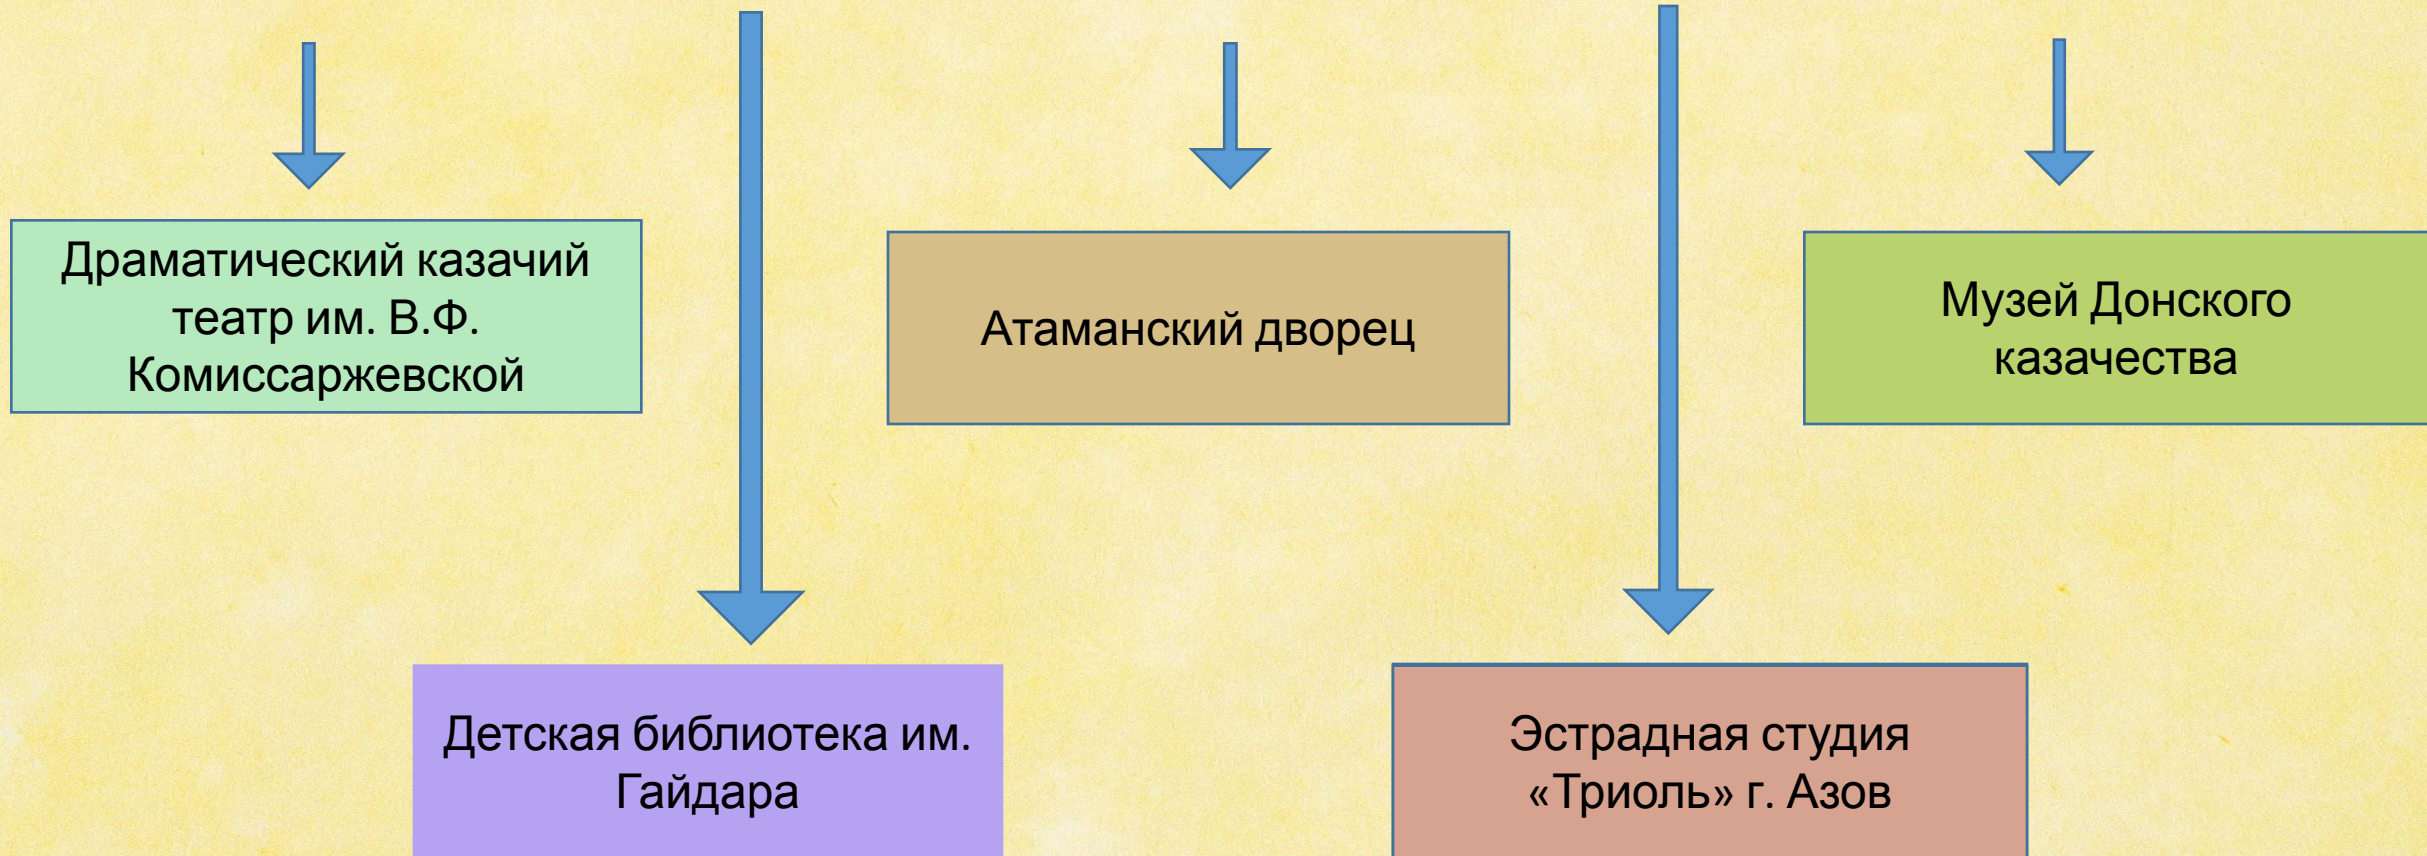 Драматический казачий
театр им. В.Ф.
Комиссаржевской
Атаманский дворец
Музей Донского
казачества
Детская библиотека им.
Гайдара
Эстрадная студия
«Триоль» г. Азов